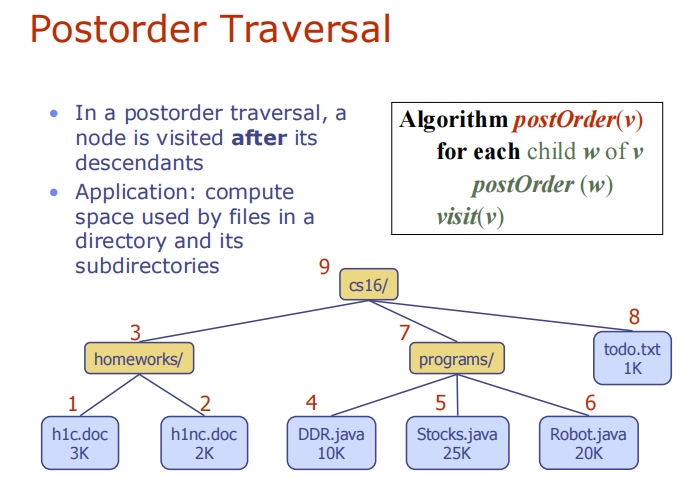 Postorder Traversal
• In a postorder traversal, a
node is visited after its
descendants
• Application: compute
space used by files in a
directory and its
subdirectories
Algorithm postOrder(v)
for each child w of v
postOrder (w)
visit(v)
9
cs16/
3
homeworks/
7
programs/
8
todo.txt
1K
1
h1c.doc
3K
2
h1nc.doc
2K
4
DDR.java
10K
5
Stocks.java
25K
6
Robot.java
20K